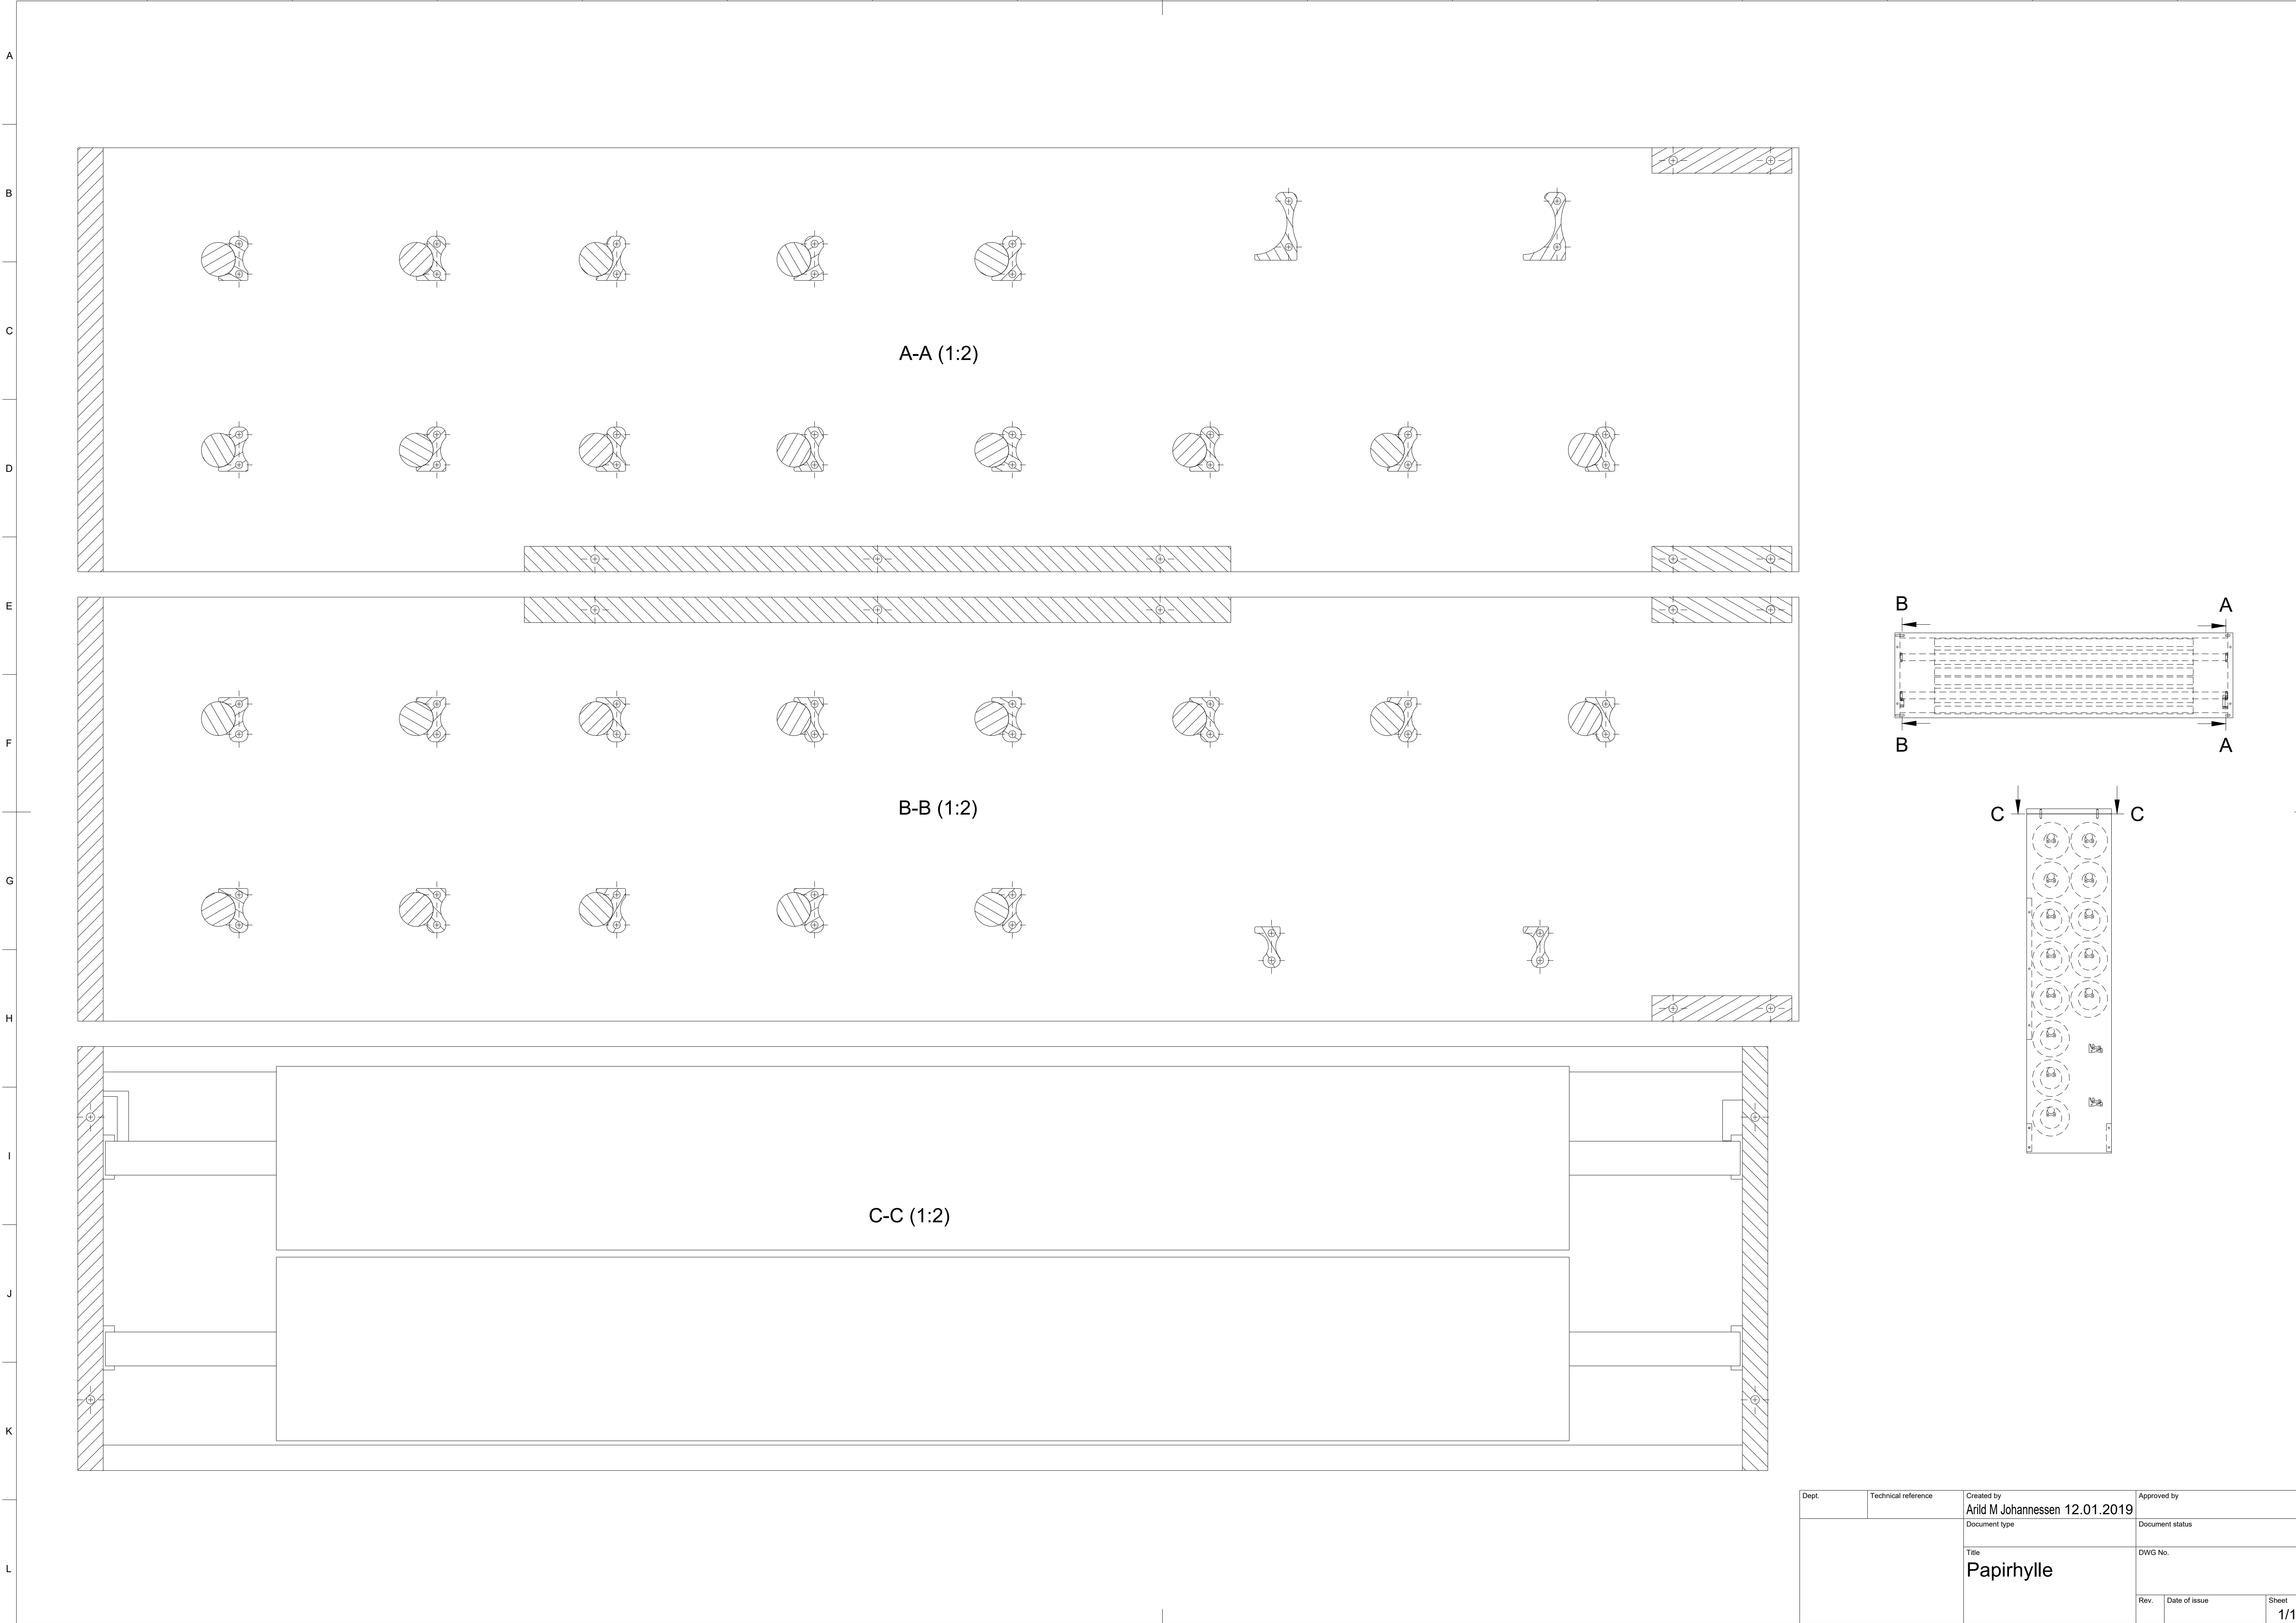 A
B
C
D
E
F
G
H
I
J
K
L
A-A (1:2)
B-B (1:2)
C-C (1:2)
B A
B A
C C
Dept. Technical reference Created by Approved by
Arild M Johannessen 12.01.2019
Document type Document status
Title DWG No.
Papirhylle
Rev. Date of issue Sheet
1/1